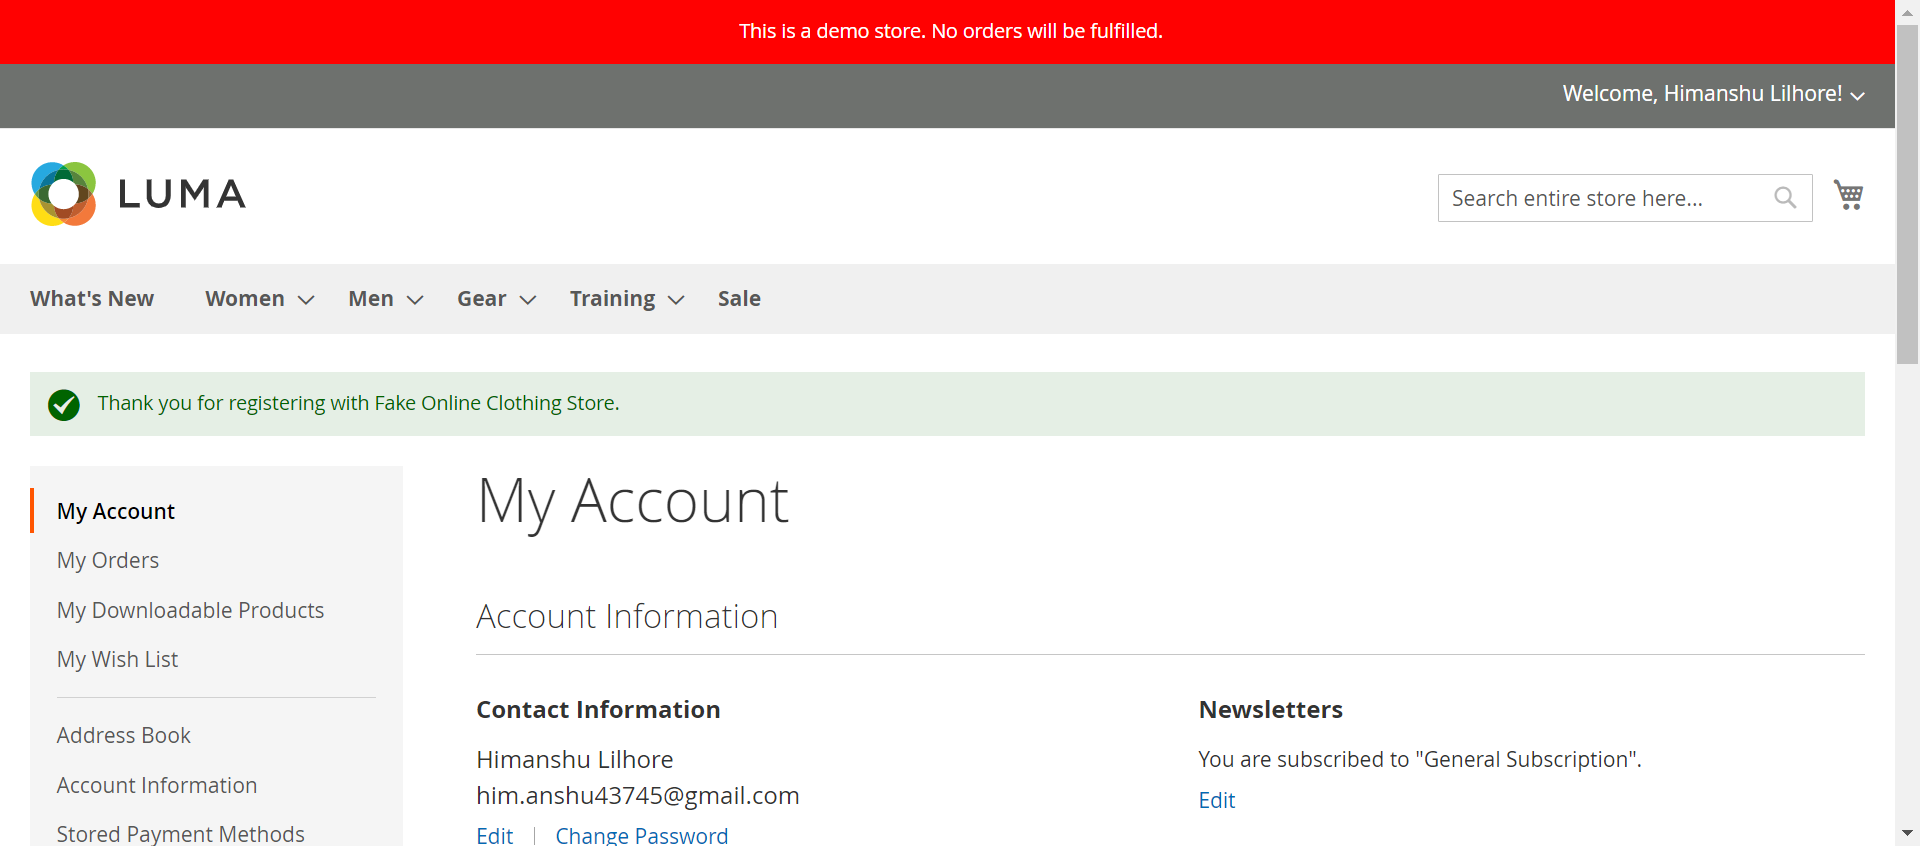 This is a demo store. No orders will be fulfilled.
Welcome, Himanshu Lilhore!
LUMA
Search entire store here...
What's New Women Men Gear Training Sale
Thank you for registering with Fake Online Clothing Store.
My Account
My Orders
My Downloadable Products
My Wish List
Address Book
Account Information
Stored Payment Methods
My Account
Account Information
Contact Information
Himanshu Lilhore
him.anshu43745@gmail.com
Edit | Change Password
Newsletters
You are subscribed to "General Subscription".
Edit